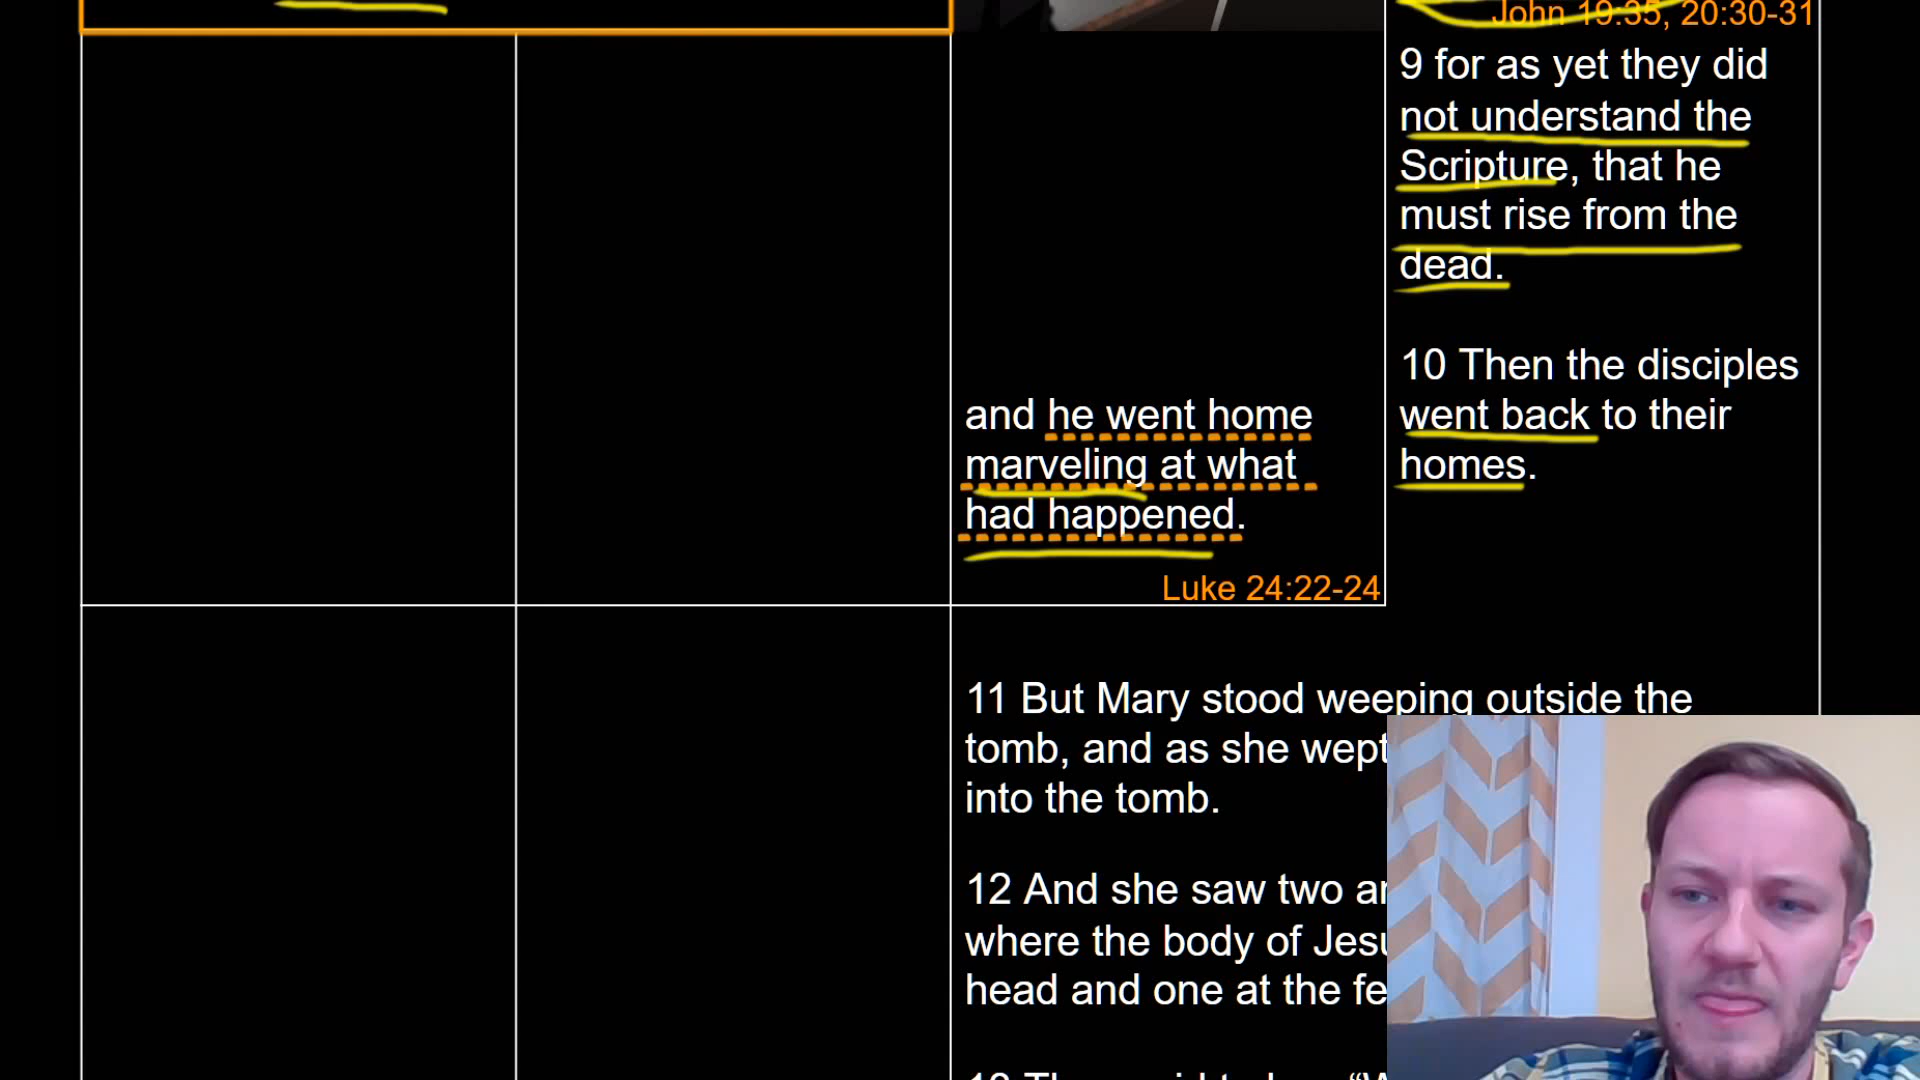 John 19:35, 20:30-31
9 for as yet they did
not understand the
Scripture, that he
must rise from the
dead.
10 Then the disciples
went back to their
homes.
and he went home
marveling at what
had happened.
Luke 24:22-24
11 But Mary stood weeping outside the
tomb, and as she wept
into the tomb.
12 And she saw two
where the body of
head and one at the